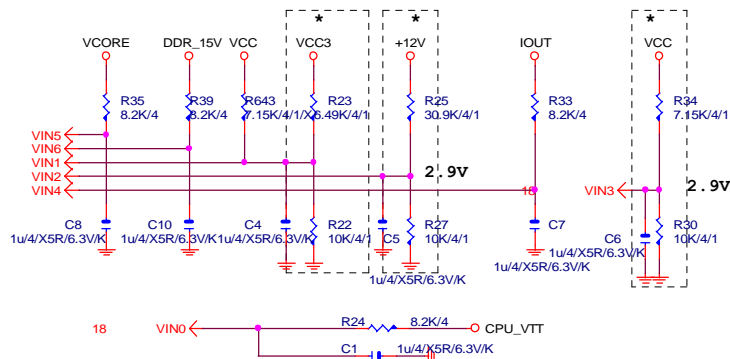 * * *
VCORE DDR_15V VCC VCC3 +12V IOUT VCC
R35 R39 R643 R23 R25 R33 R34
8.2K/4 8.2K/4 7.15K/4/1/X 6.49K/4/1 30.9K/4/1 8.2K/4 7.15K/4/1
VIN5
VIN6
VIN1
VIN2 2.9V
VIN4 18 VIN3 2.9V
C8 C10 C4 R22 C5 R27 C7 C6 R30
1u/4/X5R/6.3V/K 1u/4/X5R/6.3V/K 1u/4/X5R/6.3V/K 10K/4/1 10K/4/1 1u/4/X5R/6.3V/K 10K/4/1
1u/4/X5R/6.3V/K 1u/4/X5R/6.3V/K
R24 8.2K/4
18 VIN0 CPU_VTT
C1 1u/4/X5R/6.3V/K